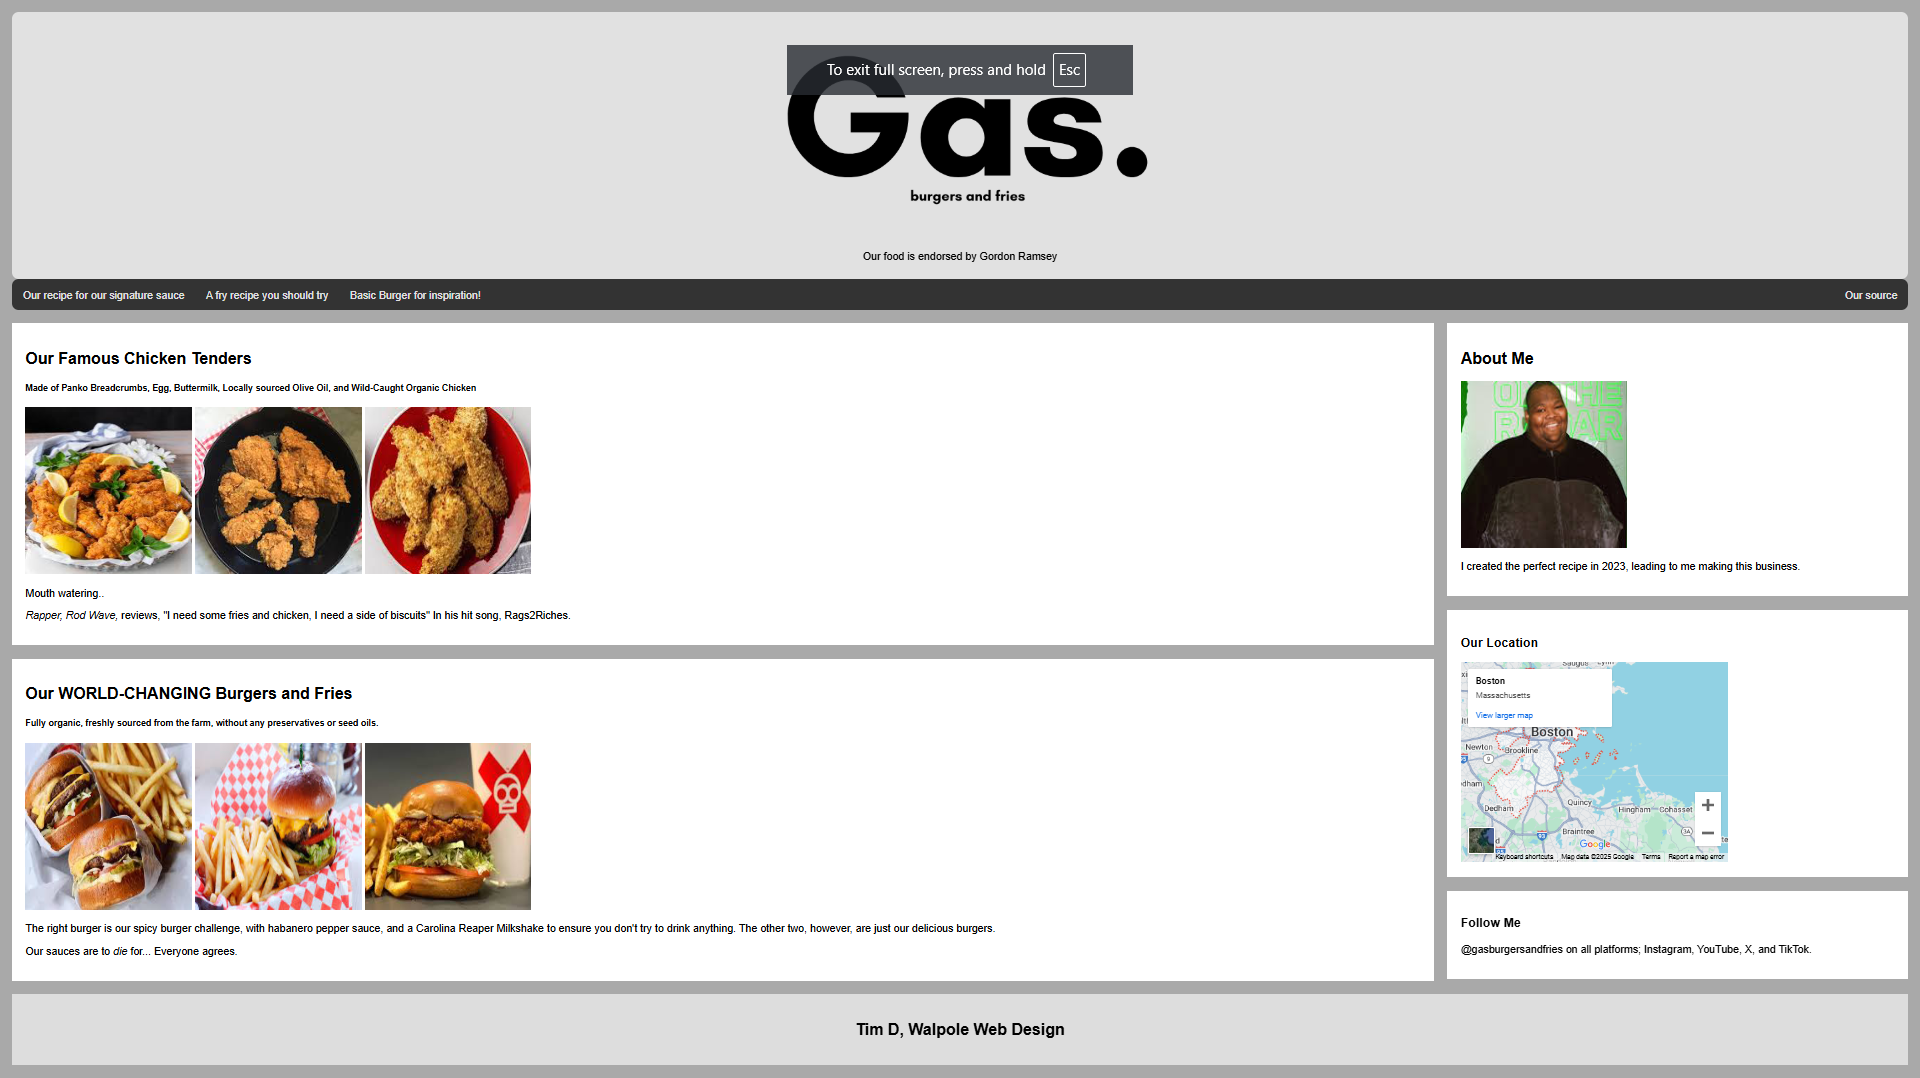 To exit full screen, press and hold Esc
Gas.
burgers and fries
Our food is endorsed by Gordon Ramsey
Our recipe for our signature sauce A fry recipe you should try Basic Burger for inspiration! Our source
Our Famous Chicken Tenders
Made of Panko Breadcrumbs, Egg, Buttermilk, Locally sourced Olive Oil, and Wild-Caught Organic Chicken
Mouth watering..
Rapper, Rod Wave, reviews, "I need some fries and chicken, I need a side of biscuits" In his hit song, Rags2Riches.
Our WORLD-CHANGING Burgers and Fries
Fully organic, freshly sourced from the farm, without any preservatives or seed oils.
The right burger is our spicy burger challenge, with habanero pepper sauce, and a Carolina Reaper Milkshake to ensure you don't try to drink anything. The other two, however, are just our delicious burgers.
Our sauces are to die for... Everyone agrees.
About Me
I created the perfect recipe in 2023, leading to me making this business.
Our Location
Boston
Massachusetts
View larger map
Boston
Newton
Brookline
9
Dedham
Quincy
Hingham
Cohasset
93
Braintree
3A
Google
Keyboard shortcuts Map data ©2025 Google Terms Report a map error
Follow Me
@gasburgersandfries on all platforms; Instagram, YouTube, X, and TikTok.
Tim D, Walpole Web Design